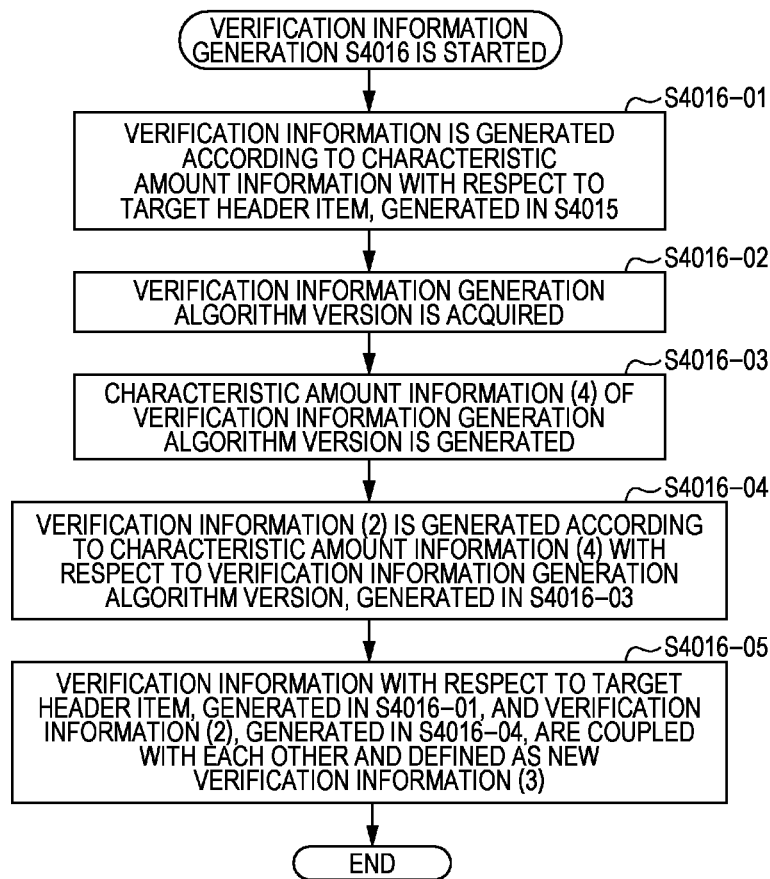 VERIFICATION INFORMATION
GENERATION S4016 IS STARTED
S4016-01
VERIFICATION INFORMATION IS GENERATED
ACCORDING TO CHARACTERISTIC
AMOUNT INFORMATION WITH RESPECT TO
TARGET HEADER ITEM, GENERATED IN S4015
S4016-02
VERIFICATION INFORMATION GENERATION
ALGORITHM VERSION IS ACQUIRED
S4016-03
CHARACTERISTIC AMOUNT INFORMATION (4) OF
VERIFICATION INFORMATION GENERATION
ALGORITHM VERSION IS GENERATED
S4016-04
VERIFICATION INFORMATION (2) IS GENERATED ACCORDING
TO CHARACTERISTIC AMOUNT INFORMATION (4) WITH
RESPECT TO VERIFICATION INFORMATION GENERATION
ALGORITHM VERSION, GENERATED IN S4016-03
S4016-05
VERIFICATION INFORMATION WITH RESPECT TO TARGET
HEADER ITEM, GENERATED IN S4016-01, AND VERIFICATION
INFORMATION (2), GENERATED IN S4016-04, ARE COUPLED
WITH EACH OTHER AND DEFINED AS NEW
VERIFICATION INFORMATION (3)
END